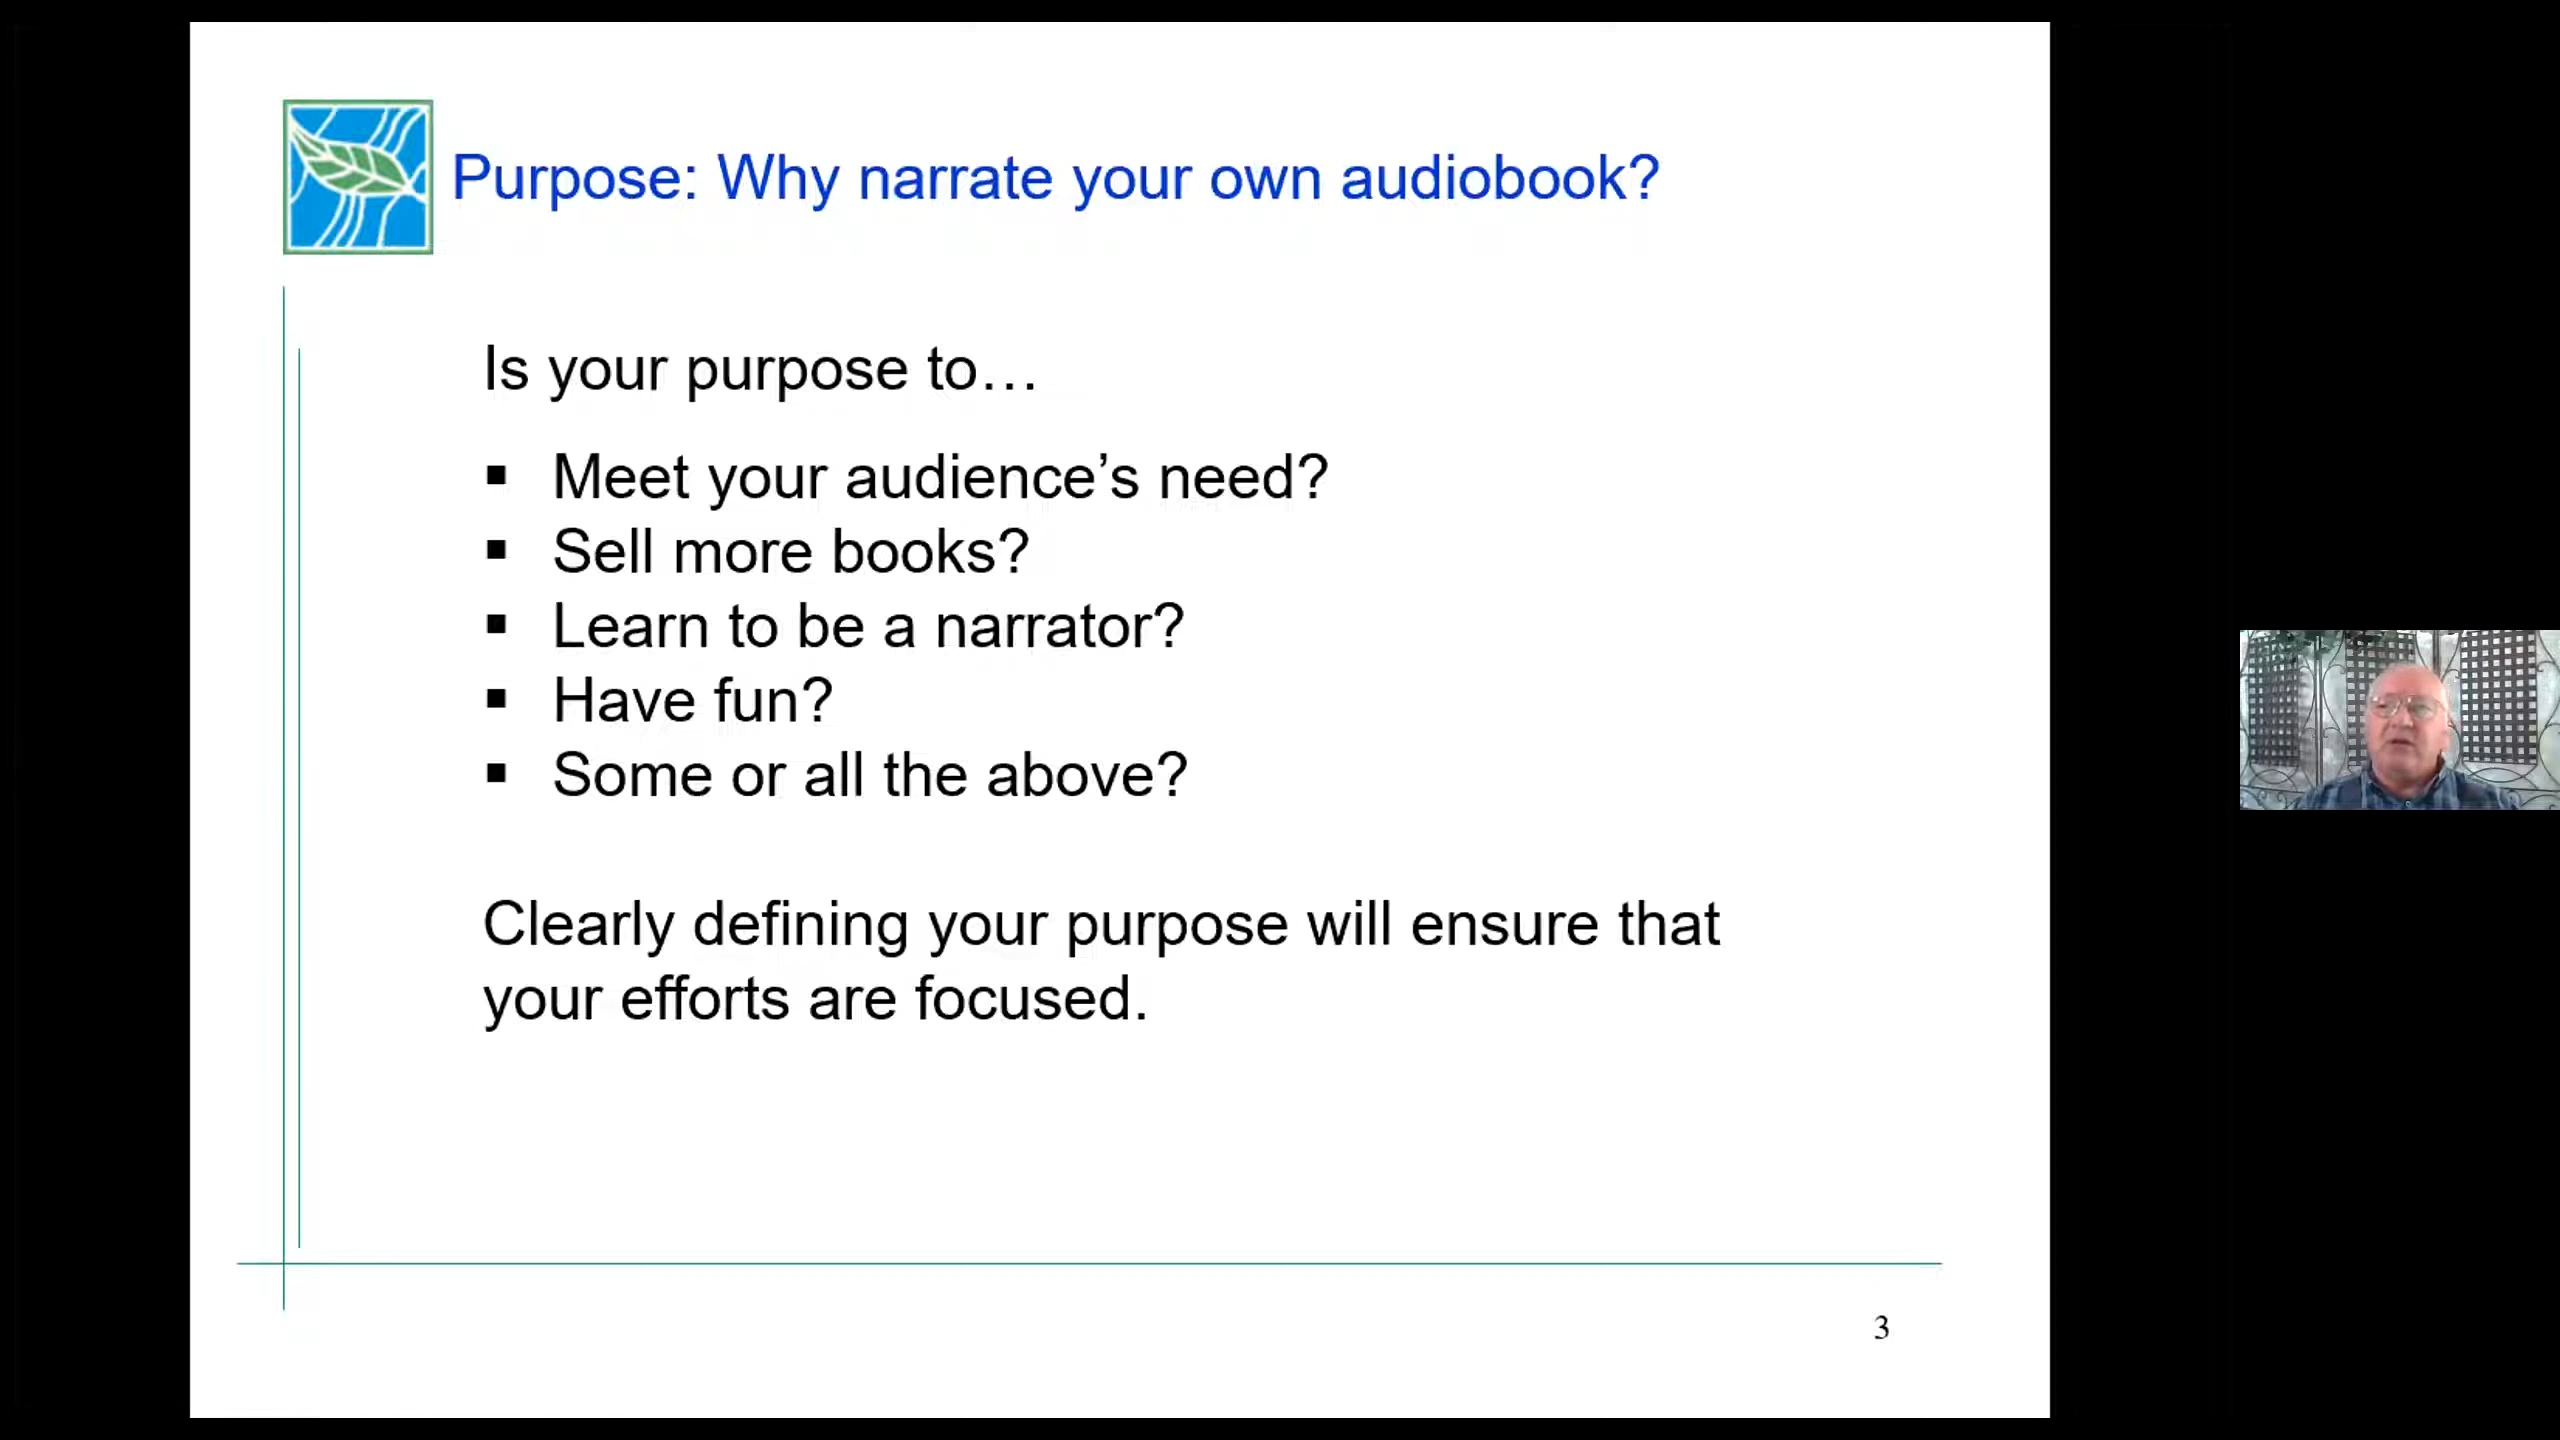 Purpose: Why narrate your own audiobook?
Is your purpose to…
▪ Meet your audience’s need?
▪ Sell more books?
▪ Learn to be a narrator?
▪ Have fun?
▪ Some or all the above?
Clearly defining your purpose will ensure that
your efforts are focused.
3